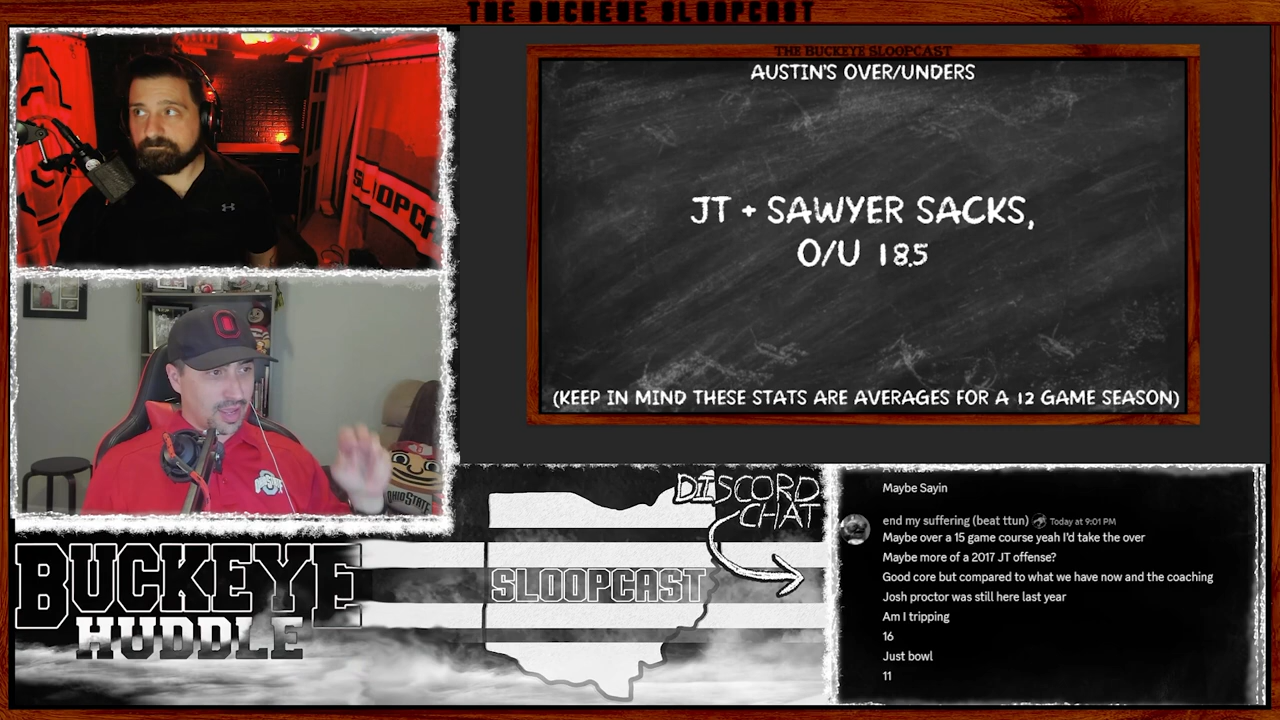 THE BUCKEYE SLOOPCAST
THE BUCKEYE SLOOPCAST
AUSTIN'S OVER/UNDERS
JT + SAWYER SACKS,
O/U 18.5
(KEEP IN MIND THESE STATS ARE AVERAGES FOR A 12 GAME SEASON)
OHIO STATE
DISCORD
CHAT
BUCKEYE
HUDDLE
SLOOPCAST
Maybe Sayin
end my suffering (beat ttun) Today at 9:01 PM
Maybe over a 15 game course yeah I'd take the over
Maybe more of a 2017 JT offense?
Good core but compared to what we have now and the coaching
Josh proctor was still here last year
Am I tripping
16
Just bowl
11